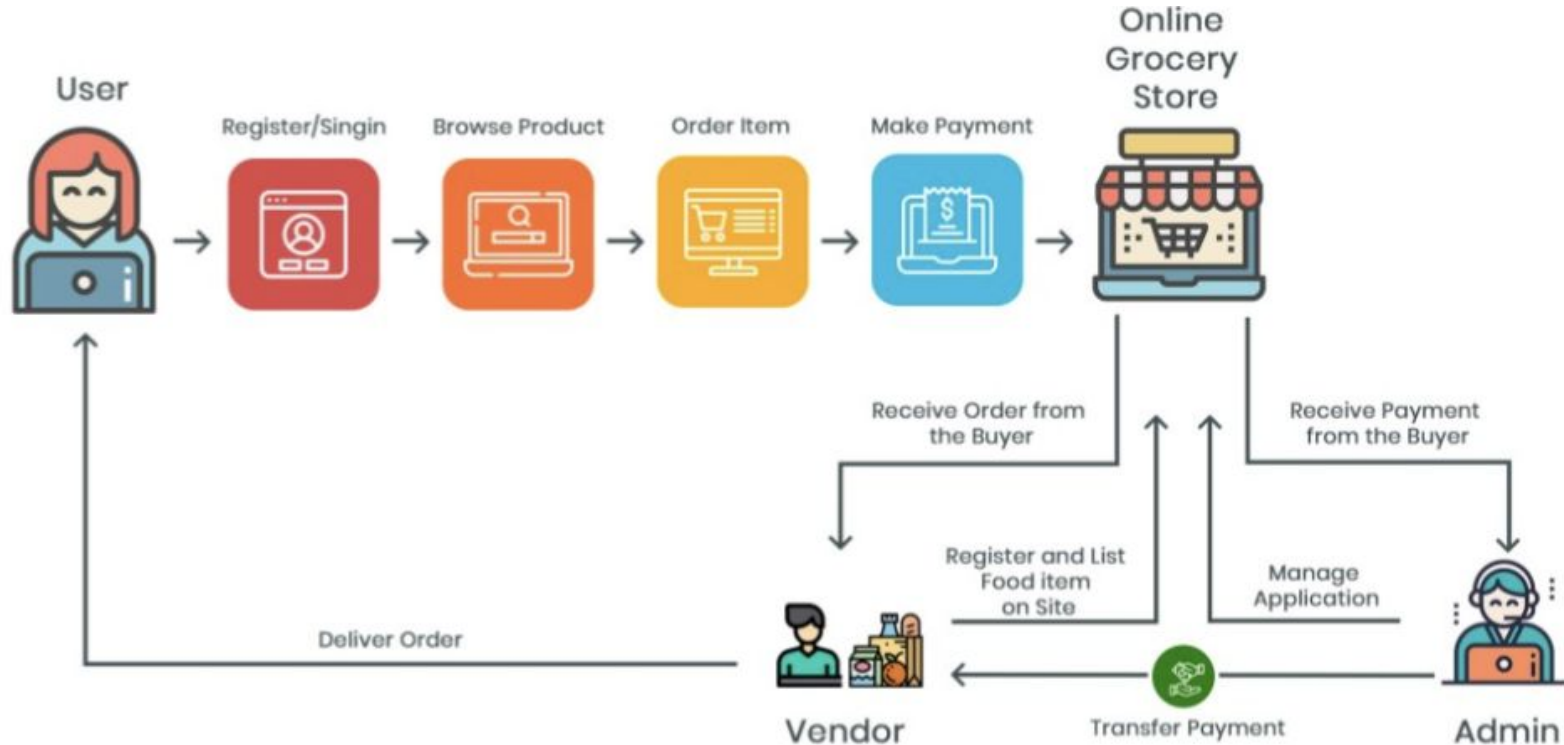 User
Register/Singin
Browse Product
Order Item
Make Payment
Online
Grocery
Store
$
Receive Order from
the Buyer
Receive Payment
from the Buyer
Register and List
Food item
on Site
Manage
Application
Deliver Order
Vendor
Transfer Payment
Admin